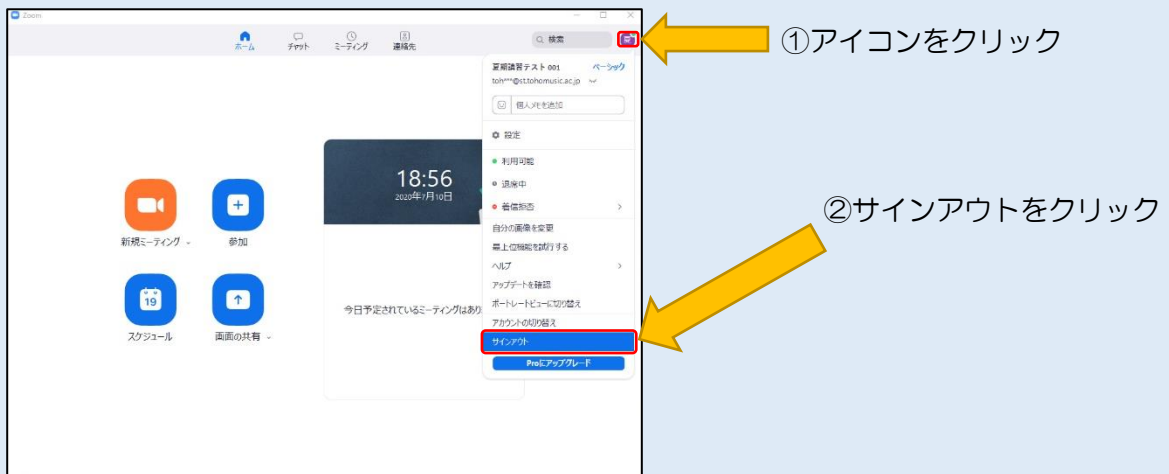 Zoom
ホーム
チャット
ミーティング
連絡先
検索
①アイコンをクリック
夏期講習テスト 001 ベーシック
toh***@st.tohomusic.ac.jp
個人メモを追加
設定
利用可能
退席中
着信拒否
自分の画像を変更
最上位機能を試行する
ヘルプ
アップデートを確認
ポートレートビューに切り替え
アカウントの切り替え
サインアウト
Proにアップグレード
②サインアウトをクリック
18:56
2020年7月10日
新規ミーティング
参加
19
スケジュール
画面の共有
今日予定されているミーティングはあり